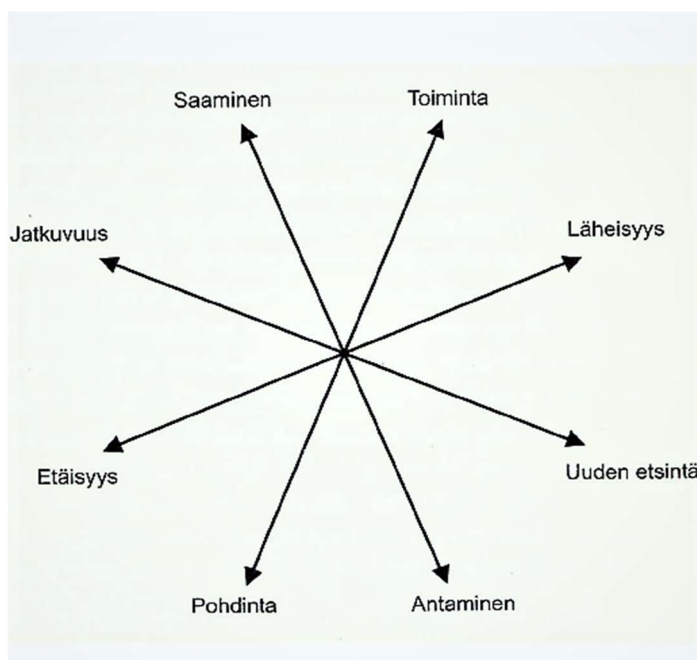 Saaminen
Toiminta
Jatkuvuus
Läheisyys
Etäisyys
Uuden etsintä
Pohdinta
Antaminen